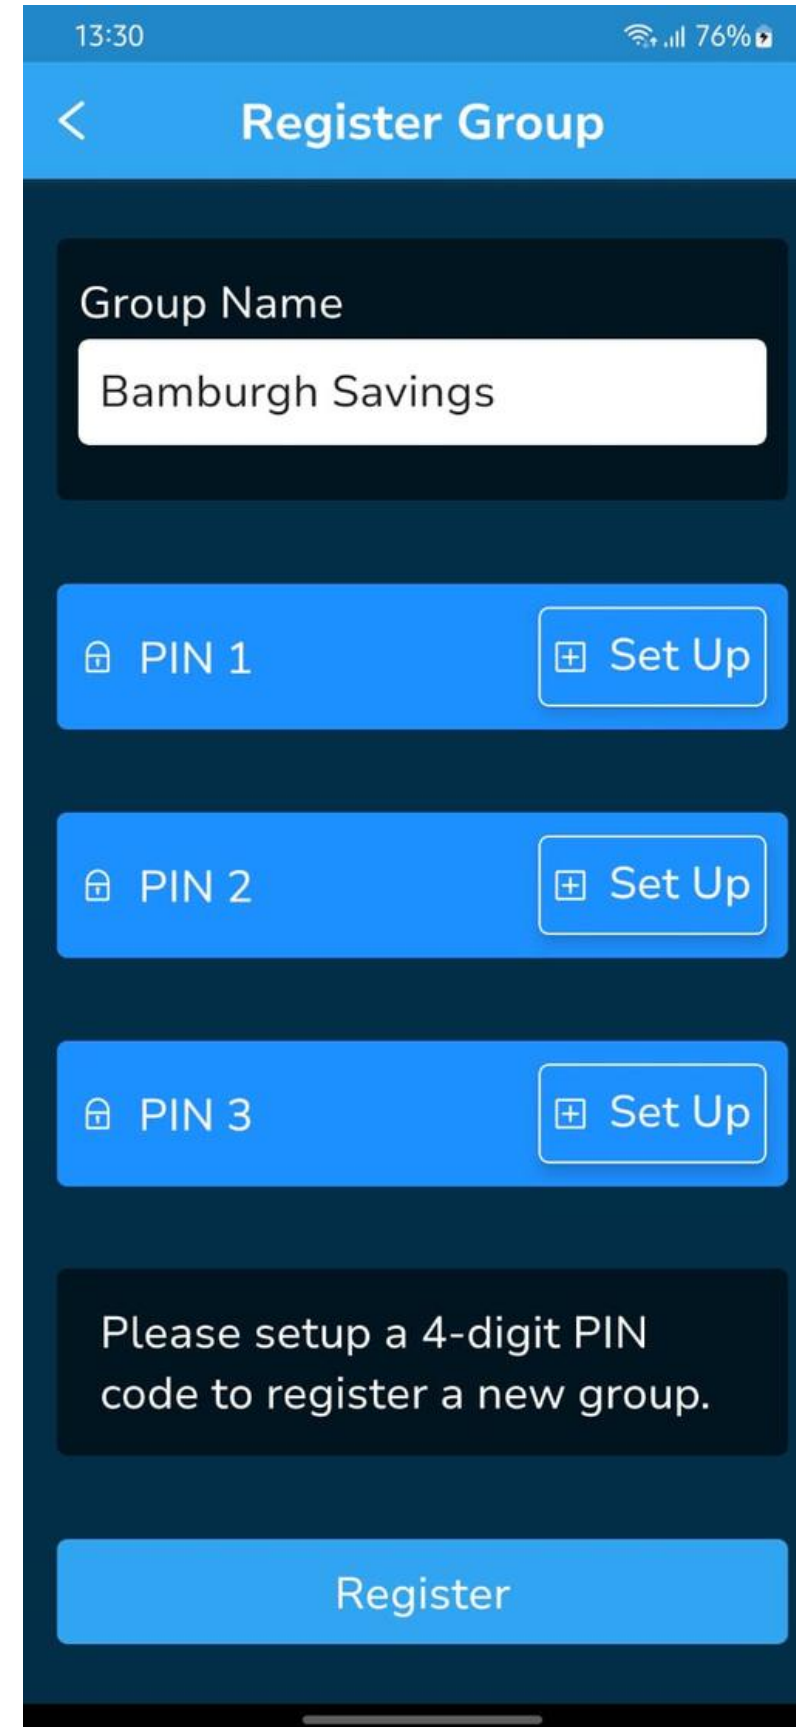 13:30 76%
Register Group
Group Name
Bamburgh Savings
PIN 1 Set Up
PIN 2 Set Up
PIN 3 Set Up
Please setup a 4-digit PIN
code to register a new group.
Register